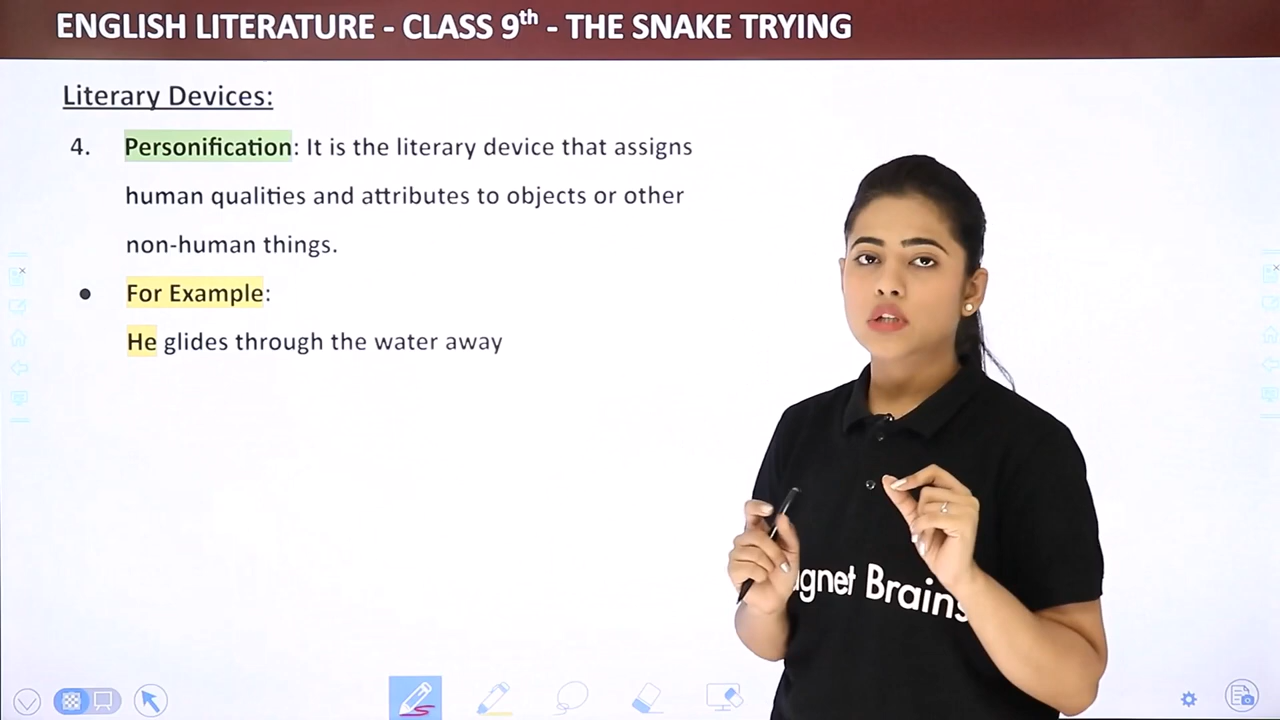 ENGLISH LITERATURE - CLASS 9th - THE SNAKE TRYING
Literary Devices:
4. Personification: It is the literary device that assigns
human qualities and attributes to objects or other
non-human things.
● For Example:
He glides through the water away
agnet Brains